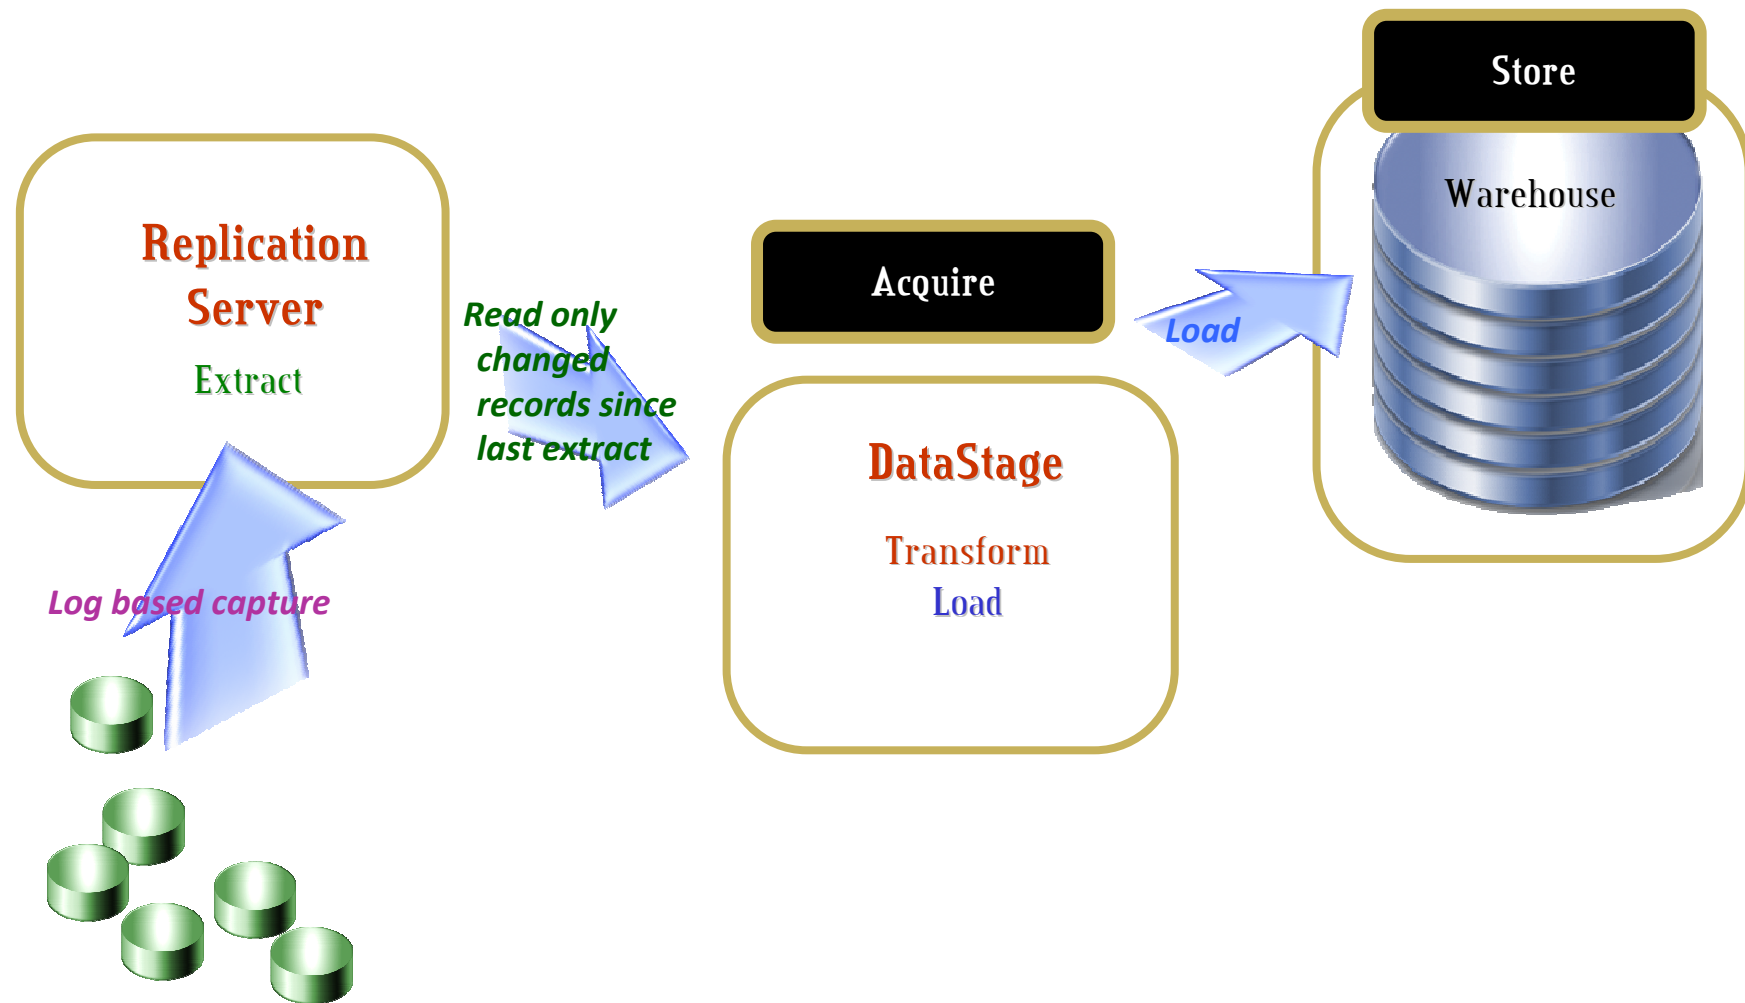 Store
Warehouse
Replication
Server
Extract
Acquire
Read only
changed
records since
last extract
Load
DataStage
Transform
Load
Log based capture